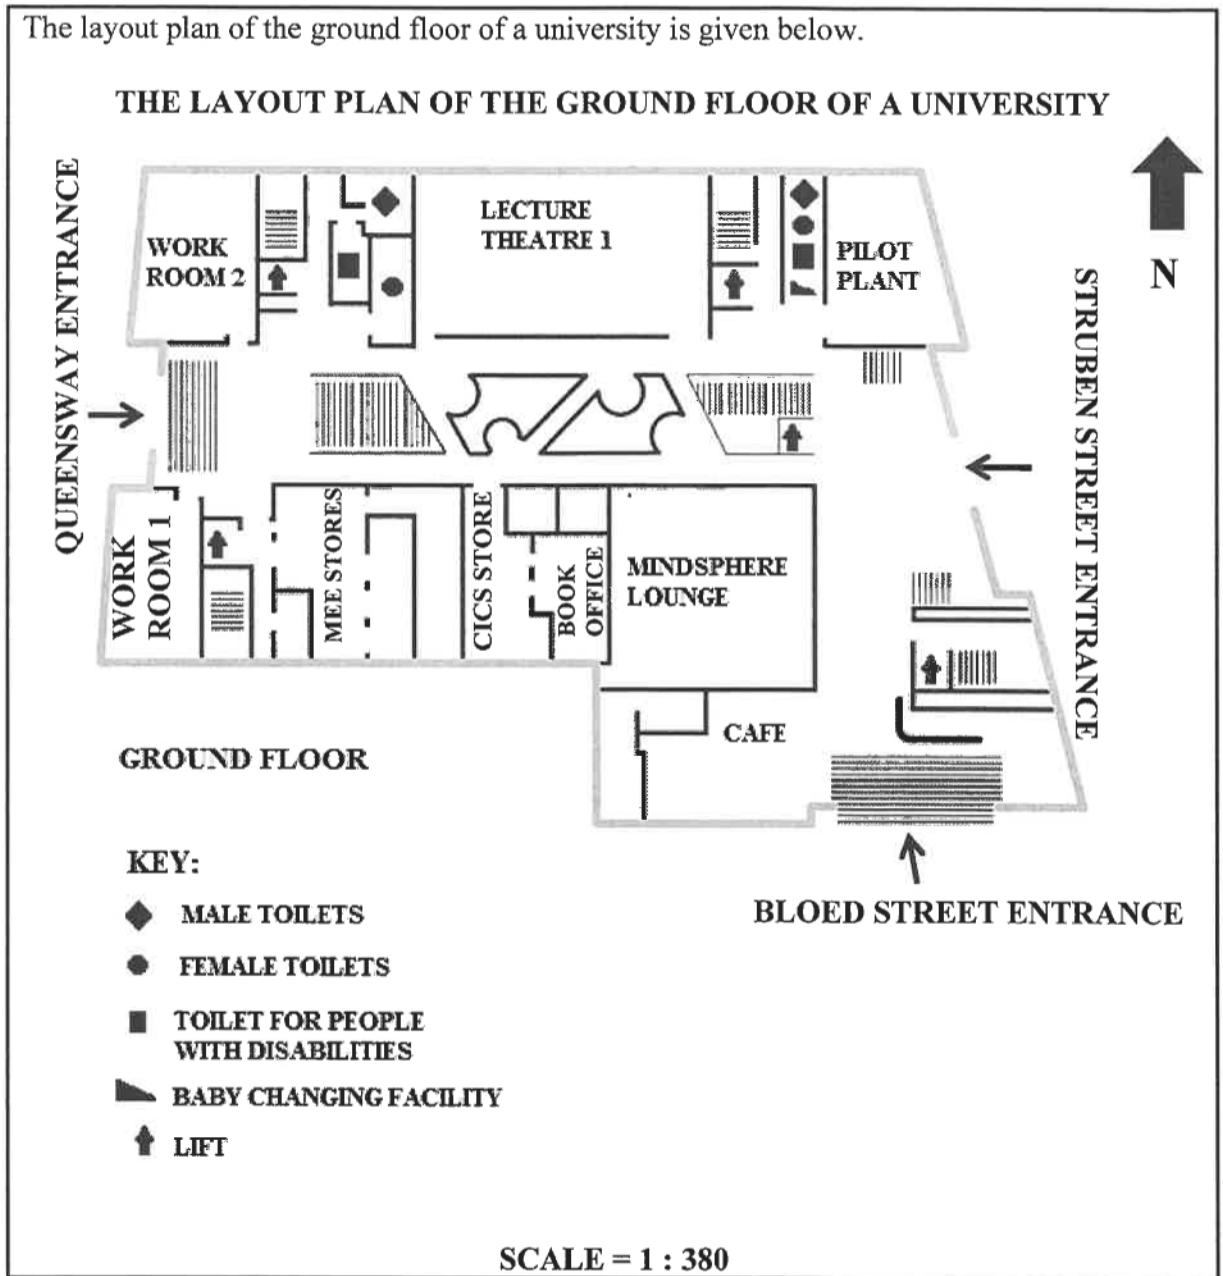 The layout plan of the ground floor of a university is given below.
THE LAYOUT PLAN OF THE GROUND FLOOR OF A UNIVERSITY
QUEENSWAY ENTRANCE
WORK
ROOM 2
LECTURE
THEATRE 1
PILOT
PLANT
N
STRUBEN STREET ENTRANCE
WORK
ROOM 1
MEE STORES
CICS STORE
BOOK
OFFICE
MINDSPHERE
LOUNGE
CAFE
GROUND FLOOR
BLOED STREET ENTRANCE
KEY:
MALE TOILETS
FEMALE TOILETS
TOILET FOR PEOPLE
WITH DISABILITIES
BABY CHANGING FACILITY
LIFT
SCALE = 1 : 380